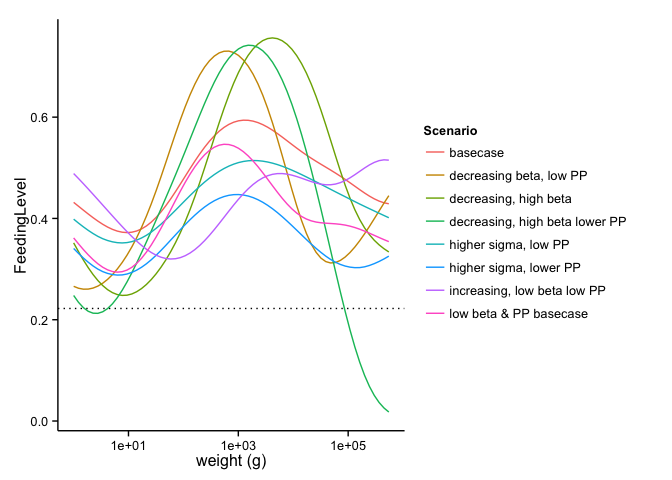 FeedingLevel
0.6
0.4
0.2
0.0
1e+01 1e+03 1e+05
weight (g)
Scenario
basecase
decreasing beta, low PP
decreasing, high beta
decreasing, high beta lower PP
higher sigma, low PP
higher sigma, lower PP
increasing, low beta low PP
low beta & PP basecase